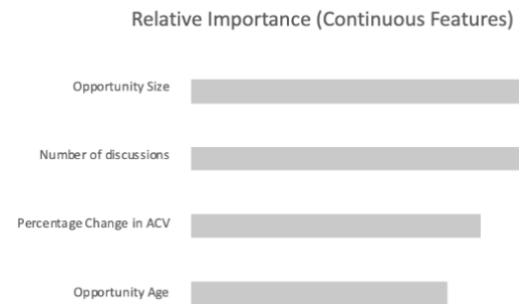 Relative Importance (Continuous Features)
Opportunity Size
Number of discussions
Percentage Change in ACV
Opportunity Age